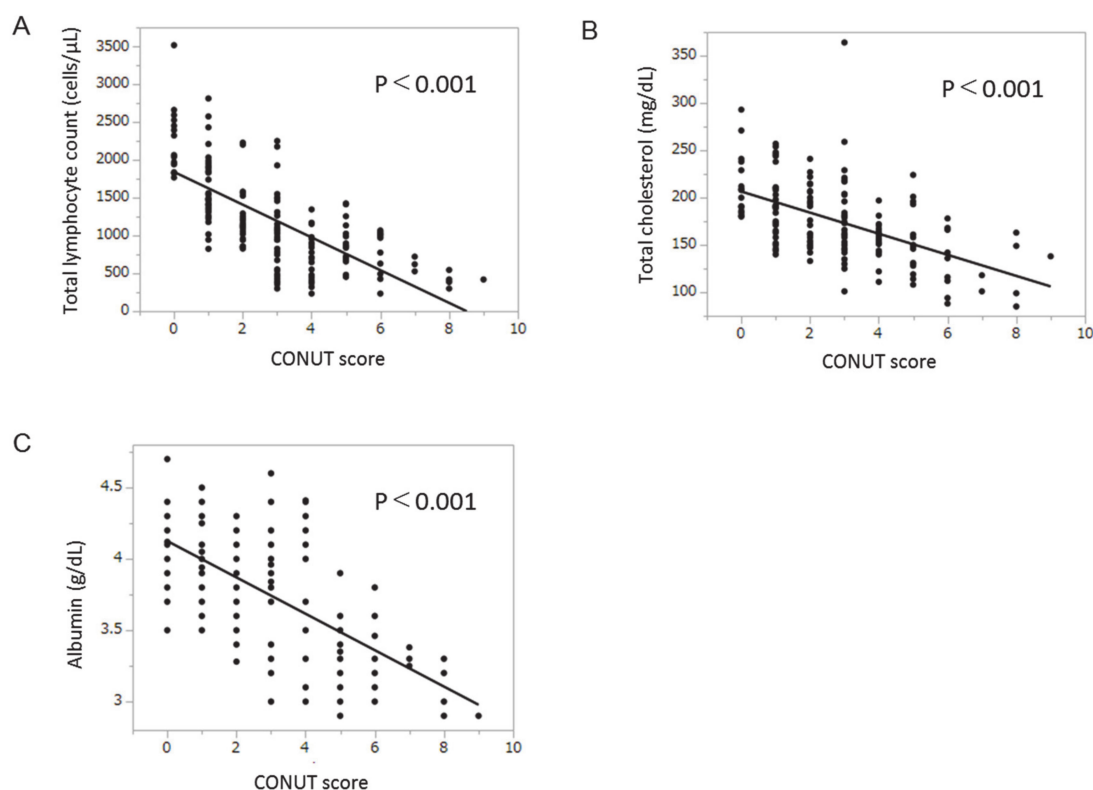 A
Total lymphocyte count (cells/μL)
3500
3000
2500
2000
1500
1000
500
0
P＜0.001
0 2 4 6 8 10
CONUT score
B
Total cholesterol (mg/dL)
350
300
250
200
150
100
P＜0.001
0 2 4 6 8 10
CONUT score
C
Albumin (g/dL)
4.5
4
3.5
3
P＜0.001
0 2 4 6 8 10
CONUT score